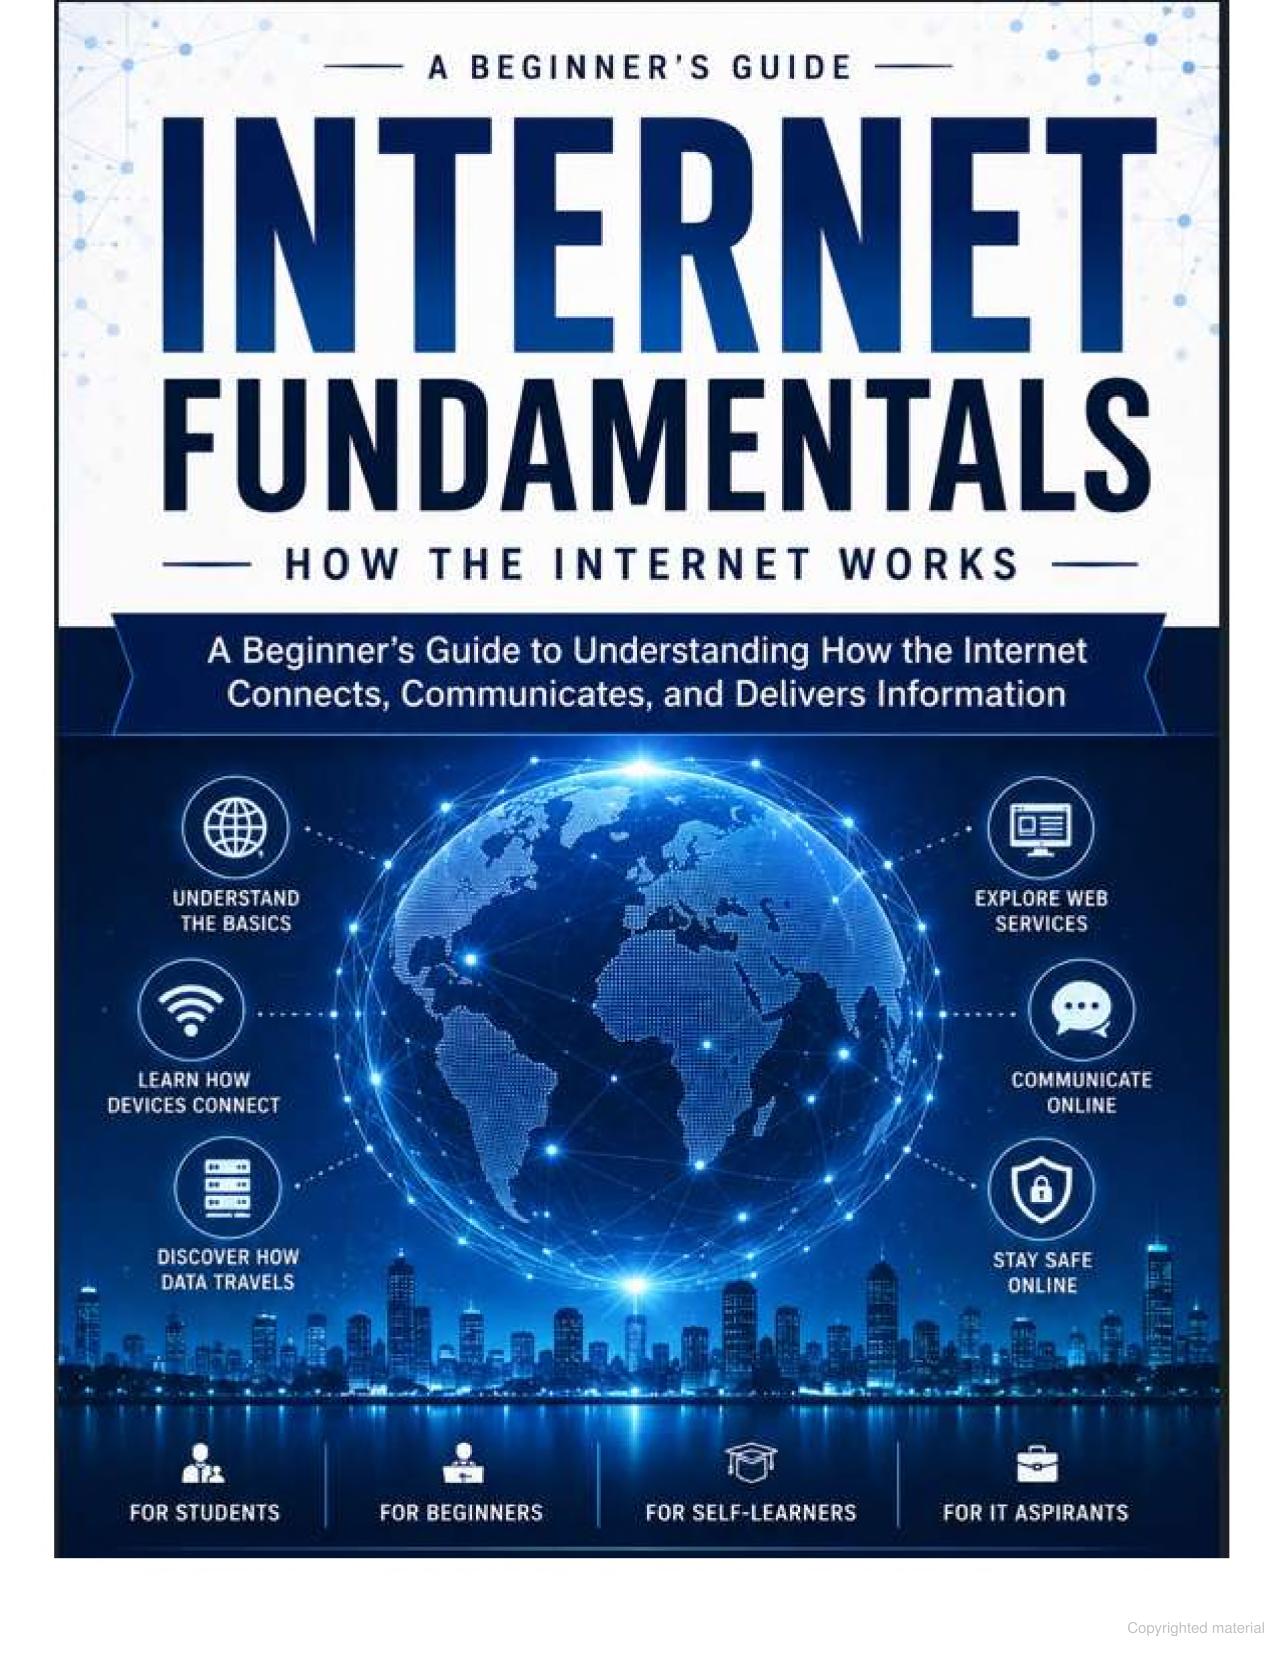 A BEGINNER'S GUIDE
INTERNET
FUNDAMENTALS
HOW THE INTERNET WORKS
A Beginner's Guide to Understanding How the Internet
Connects, Communicates, and Delivers Information
UNDERSTAND
THE BASICS
LEARN HOW
DEVICES CONNECT
DISCOVER HOW
DATA TRAVELS
EXPLORE WEB
SERVICES
COMMUNICATE
ONLINE
STAY SAFE
ONLINE
FOR STUDENTS
FOR BEGINNERS
FOR SELF-LEARNERS
FOR IT ASPIRANTS
Copyrighted material